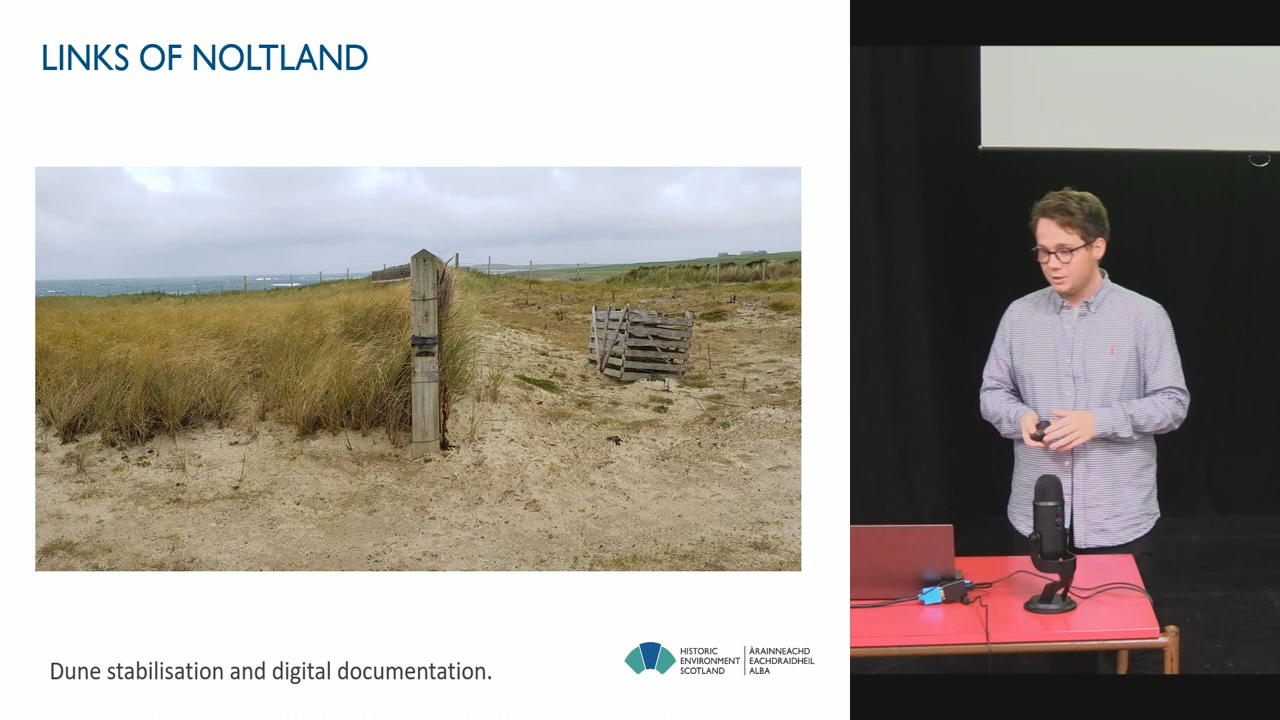 LINKS OF NOLTLAND
Dune stabilisation and digital documentation.
HISTORIC
ENVIRONMENT
SCOTLAND
ÀRAINNEACHD
EACHDRAIDHEIL
ALBA